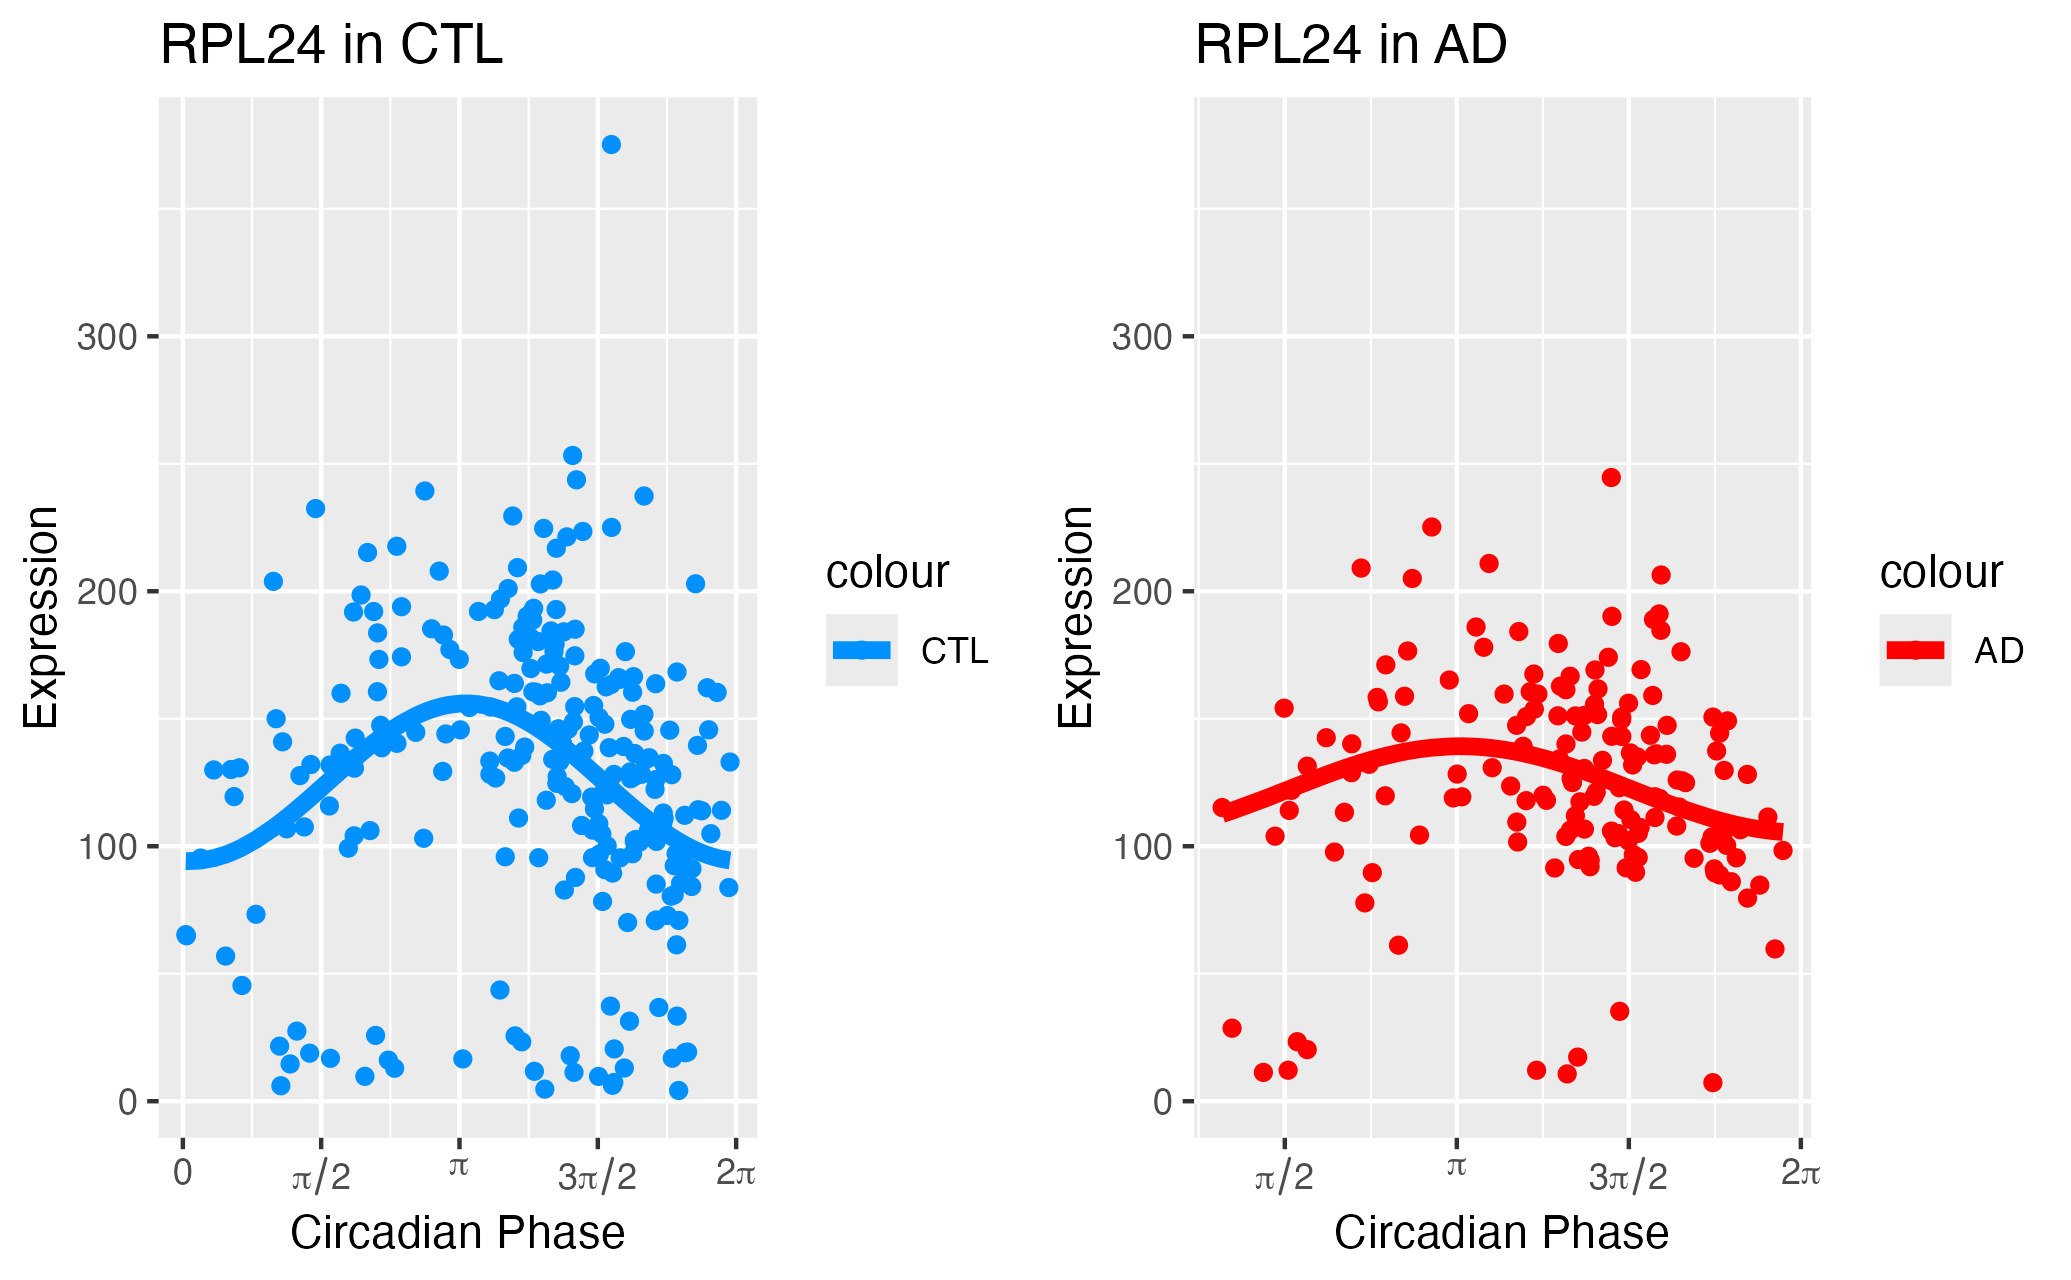 RPL24 in CTL
Expression
300
200
100
0
0 π/2 π 3π/2 2π
Circadian Phase
colour
CTL
RPL24 in AD
Expression
300
200
100
0
π/2 π 3π/2 2π
Circadian Phase
colour
AD